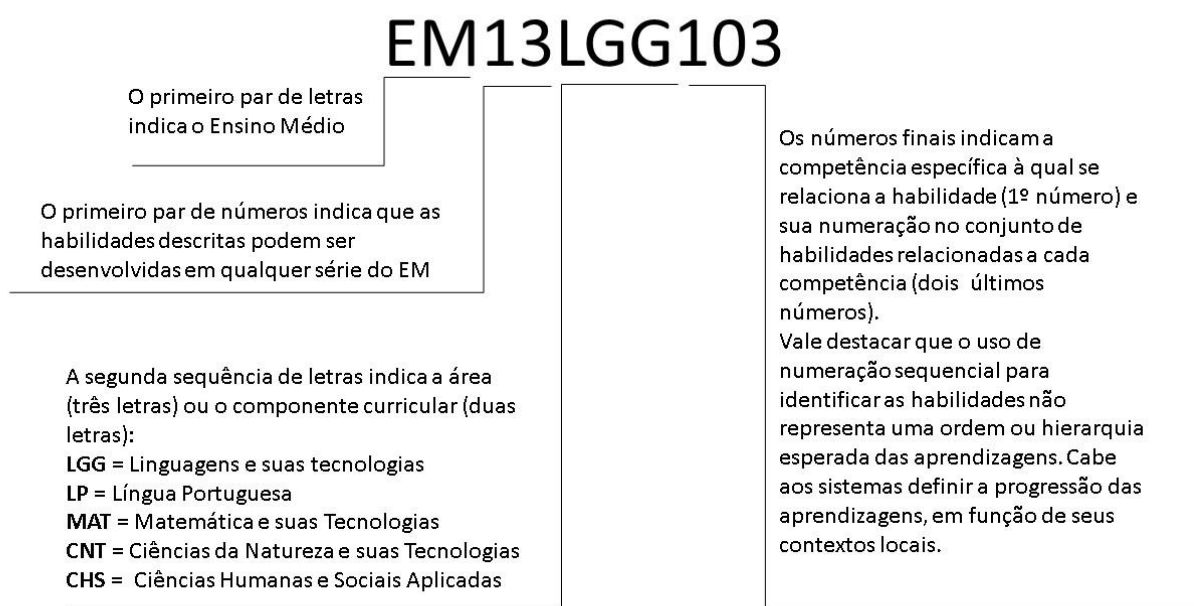 EM13LGG103
O primeiro par de letras
indica o Ensino Médio
O primeiro par de números indica que as
habilidades descritas podem ser
desenvolvidas em qualquer série do EM
A segunda sequência de letras indica a área
(três letras) ou o componente curricular (duas
letras):
LGG = Linguagens e suas tecnologias
LP = Língua Portuguesa
MAT = Matemática e suas Tecnologias
CNT = Ciências da Natureza e suas Tecnologias
CHS = Ciências Humanas e Sociais Aplicadas
Os números finais indicam a
competência específica à qual se
relaciona a habilidade (1º número) e
sua numeração no conjunto de
habilidades relacionadas a cada
competência (dois últimos
números).
Vale destacar que o uso de
numeração sequencial para
identificar as habilidades não
representa uma ordem ou hierarquia
esperada das aprendizagens. Cabe
aos sistemas definir a progressão das
aprendizagens, em função de seus
contextos locais.